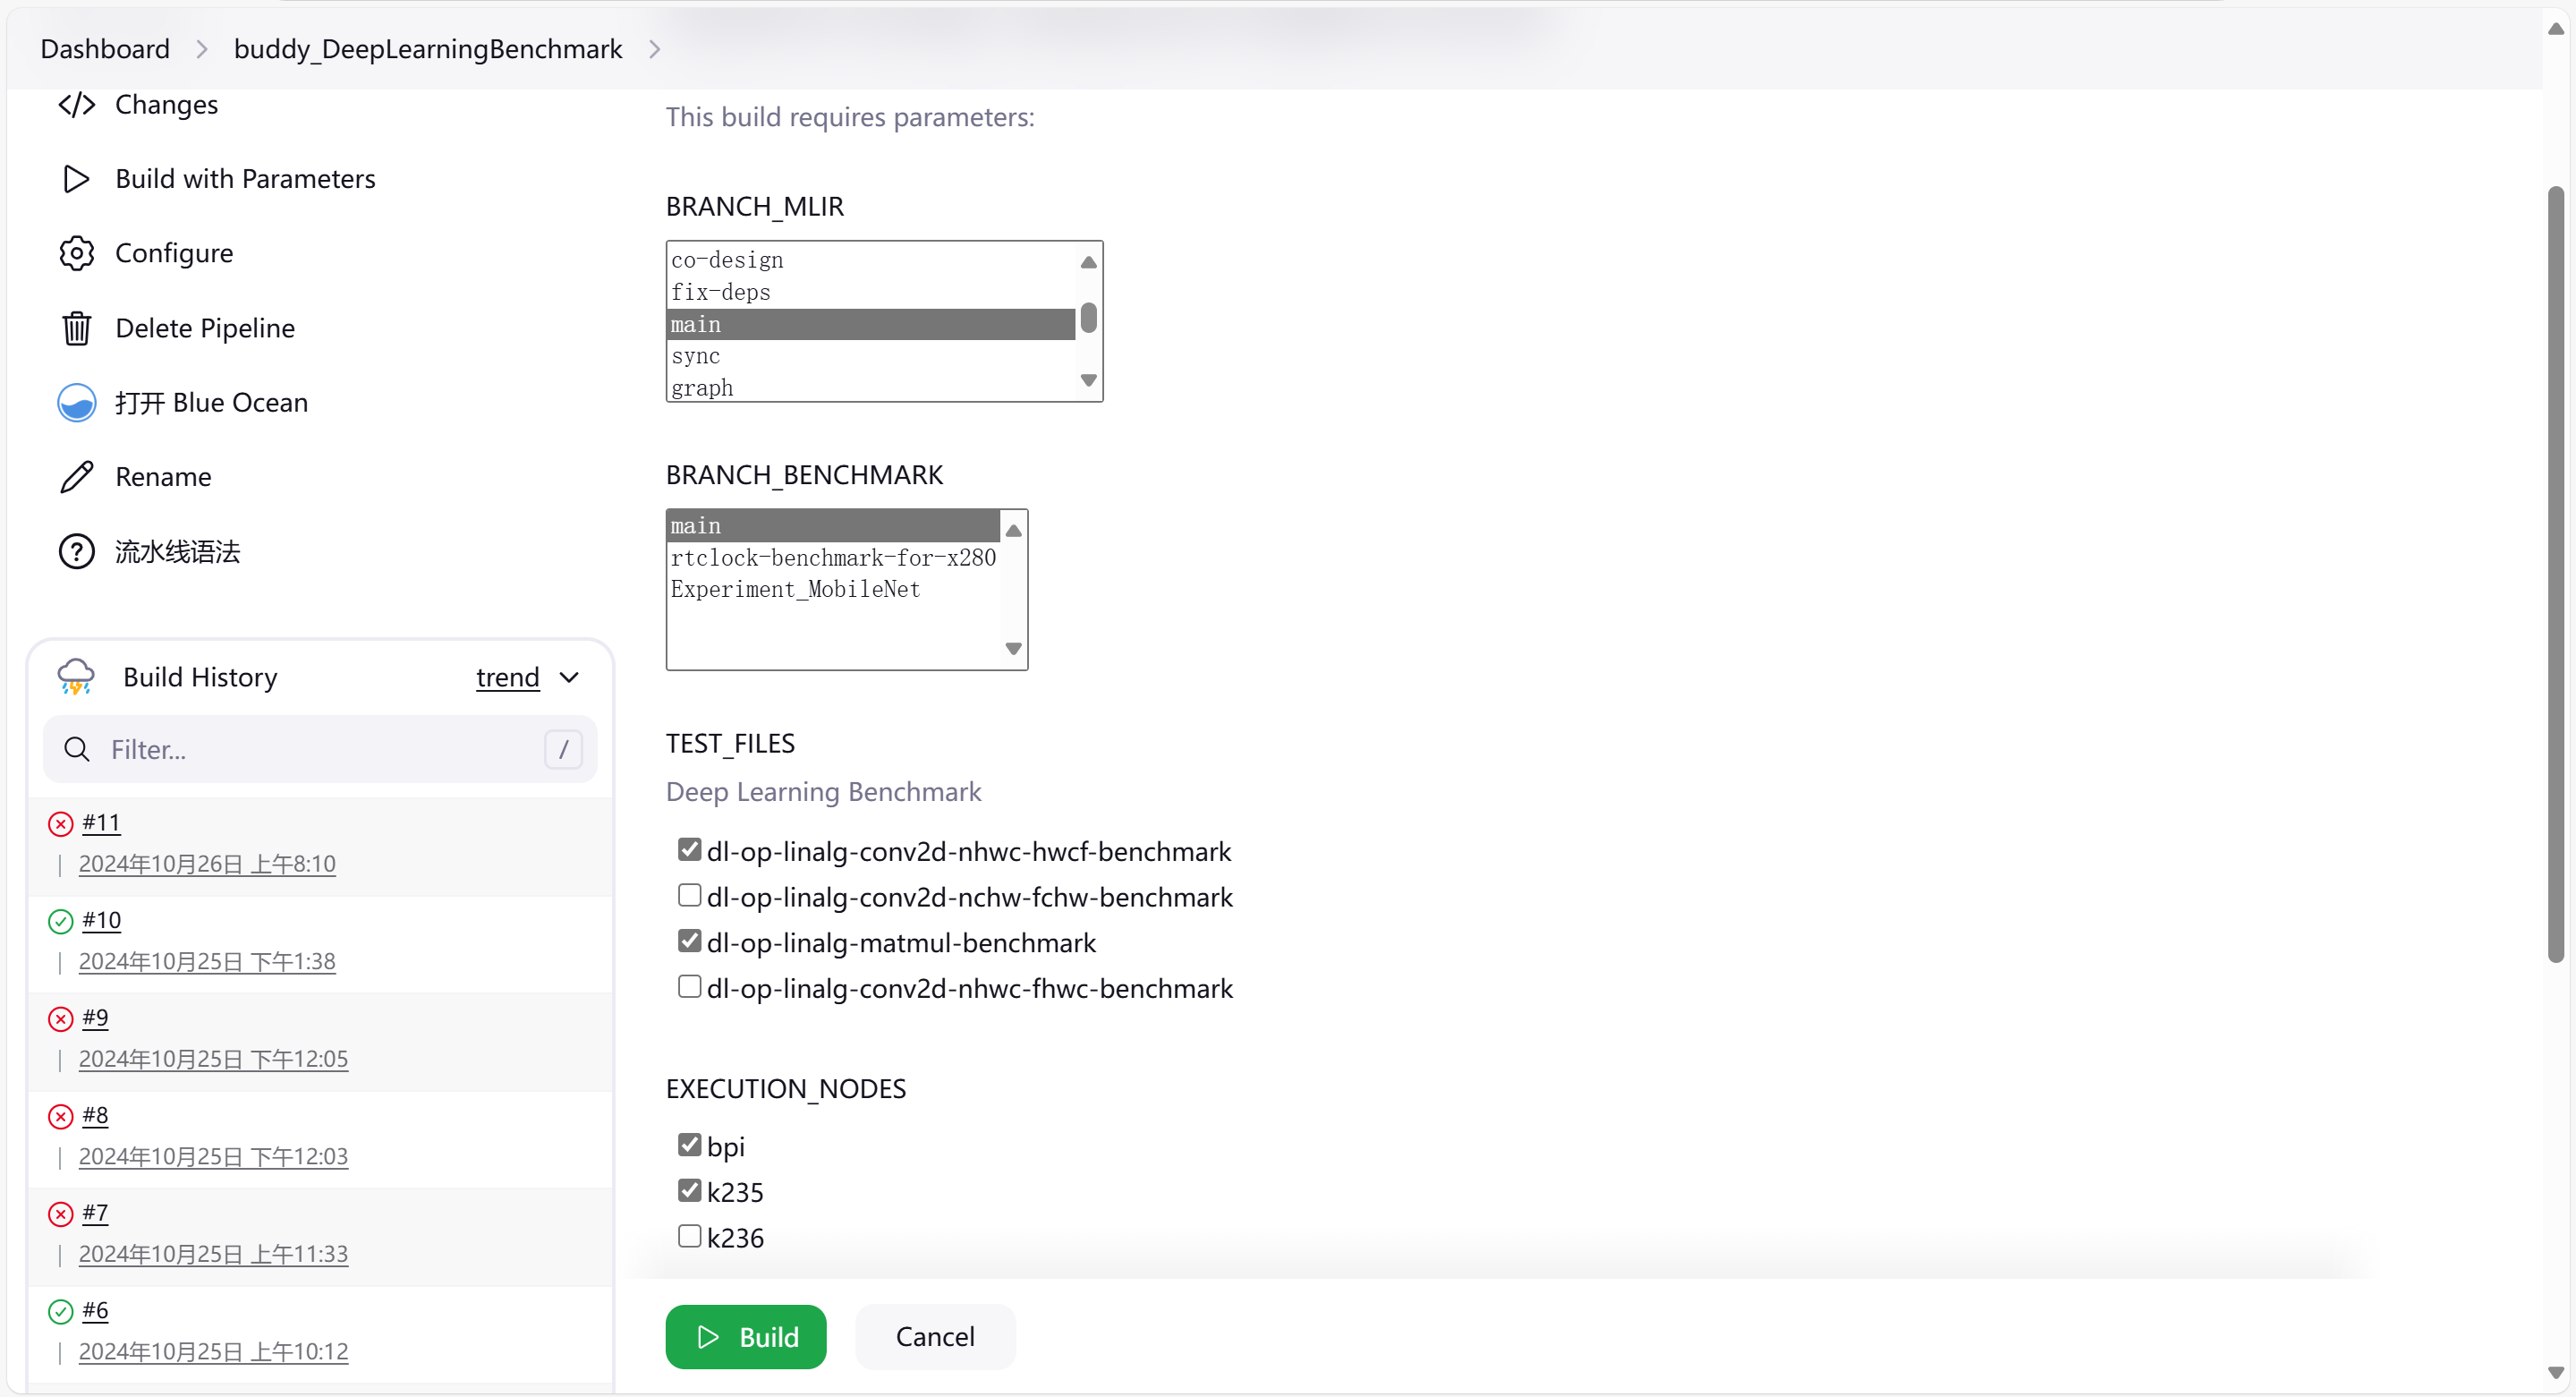 Dashboard
buddy_DeepLearningBenchmark
Changes
Build with Parameters
Configure
Delete Pipeline
打开 Blue Ocean
Rename
流水线语法
Build History
trend
Filter...
/
#11
2024年10月26日 上午8:10
#10
2024年10月25日 下午1:38
#9
2024年10月25日 下午12:05
#8
2024年10月25日 下午12:03
#7
2024年10月25日 上午11:33
#6
2024年10月25日 上午10:12
This build requires parameters:
BRANCH_MLIR
co-design
fix-deps
main
sync
graph
BRANCH_BENCHMARK
main
rtclock-benchmark-for-x280
Experiment_MobileNet
TEST_FILES
Deep Learning Benchmark
dl-op-linalg-conv2d-nhwc-hwcf-benchmark
dl-op-linalg-conv2d-nchw-fchw-benchmark
dl-op-linalg-matmul-benchmark
dl-op-linalg-conv2d-nhwc-fhwc-benchmark
EXECUTION_NODES
bpi
k235
k236
Build
Cancel